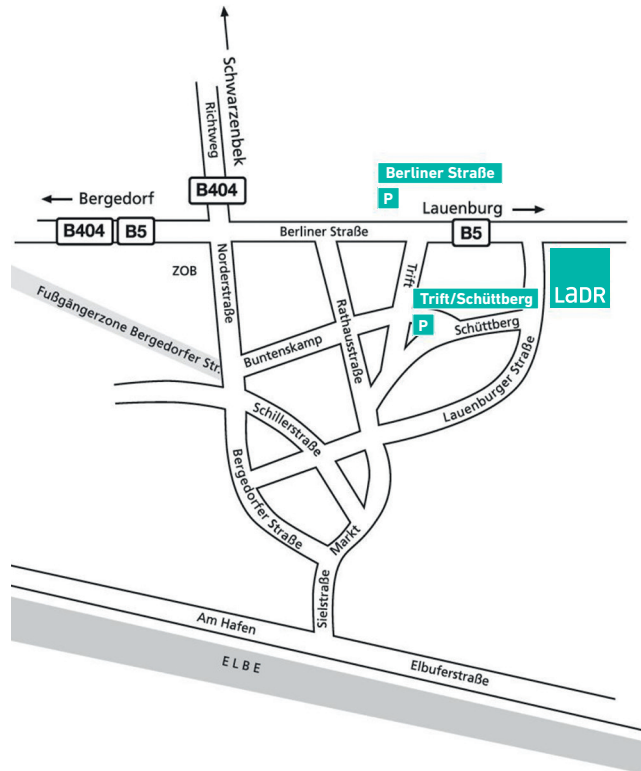 Schwarzenbek
Richtweg
B404
Bergedorf
B404
B5
Berliner Straße
P
Lauenburg
B5
Berliner Straße
ZOB
Norderstraße
Trift
LaDR
Fußgängerzone Bergedorfer Str.
Trift/Schüttberg
P
Schüttberg
Buntenskamp
Rathausstraße
Lauenburger Straße
Schillerstraße
Bergedorfer Straße
Markt
Sielstraße
Am Hafen
Elbuferstraße
ELBE